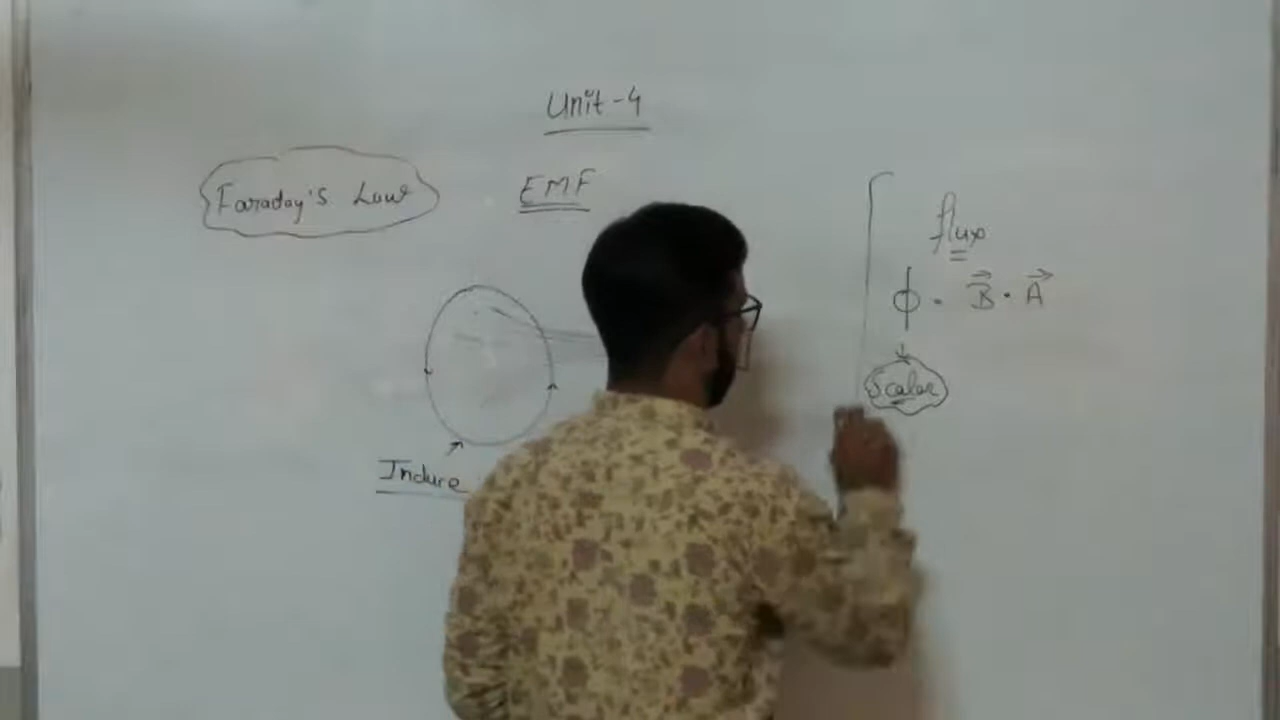 Unit-4
Faraday's Law
EMF
flux
ϕ = B⃗ · A⃗
Scalar
Induce